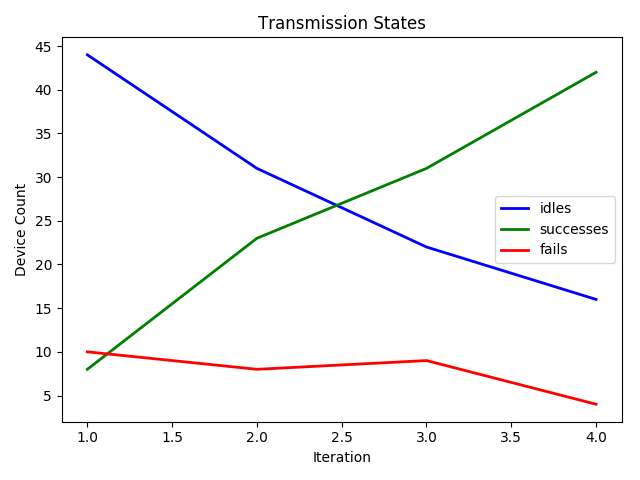 Transmission States
45
40
35
30
25
20
15
10
5
Device Count
idles
successes
fails
1.0 1.5 2.0 2.5 3.0 3.5 4.0
Iteration